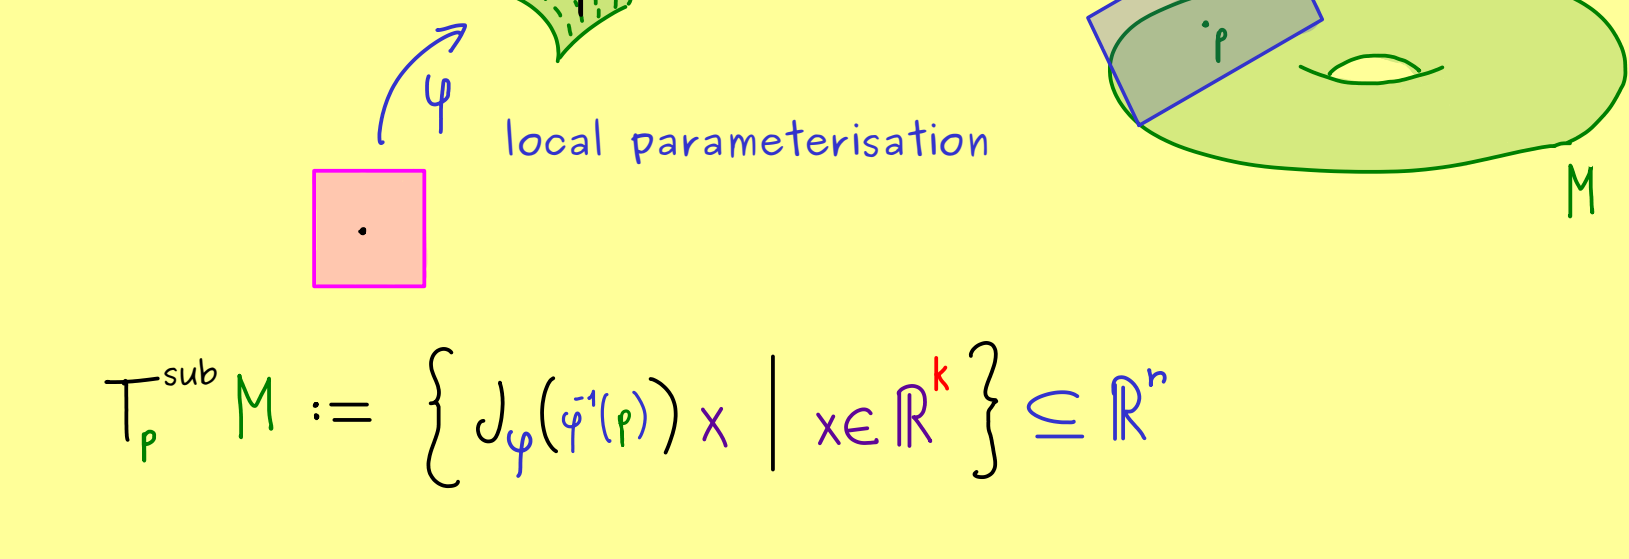 p
φ
local parameterisation
M
T_p^sub M := { J_φ(φ⁻¹(p)) x | x ∈ ℝ^k } ⊆ ℝ^n